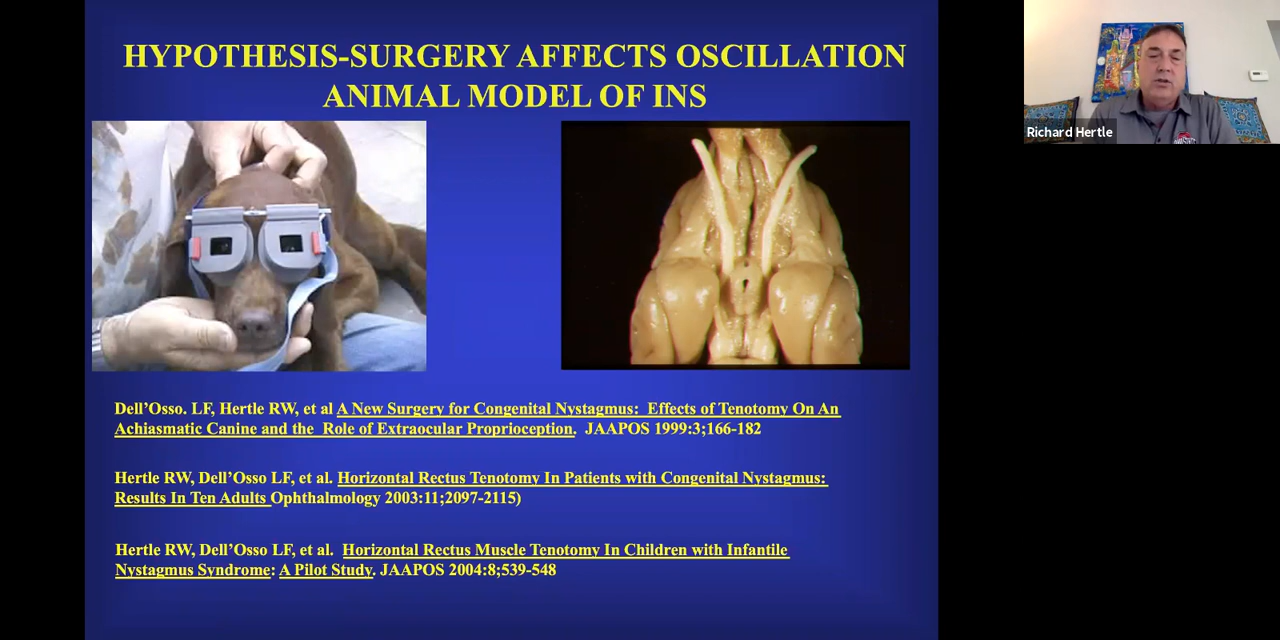 HYPOTHESIS-SURGERY AFFECTS OSCILLATION
ANIMAL MODEL OF INS
Richard Hertle
Dell’Osso. LF, Hertle RW, et al A New Surgery for Congenital Nystagmus: Effects of Tenotomy On An
Achiasmatic Canine and the Role of Extraocular Proprioception. JAAPOS 1999:3;166-182
Hertle RW, Dell’Osso LF, et al. Horizontal Rectus Tenotomy In Patients with Congenital Nystagmus:
Results In Ten Adults Ophthalmology 2003:11;2097-2115)
Hertle RW, Dell’Osso LF, et al. Horizontal Rectus Muscle Tenotomy In Children with Infantile
Nystagmus Syndrome: A Pilot Study. JAAPOS 2004:8;539-548